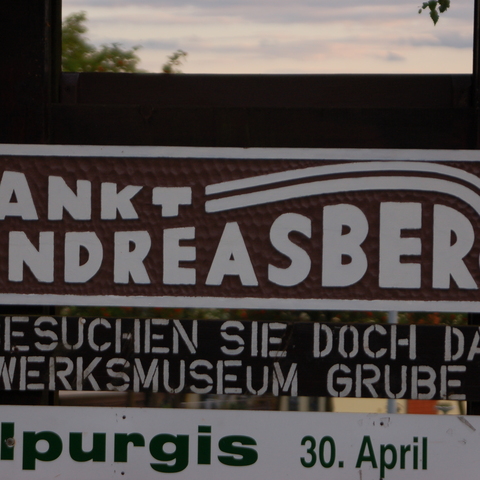 ANKT
NDREASBER
ESUCHEN SIE DOCH DA
WERKSMUSEUM GRUBE
lpurgis 30. April